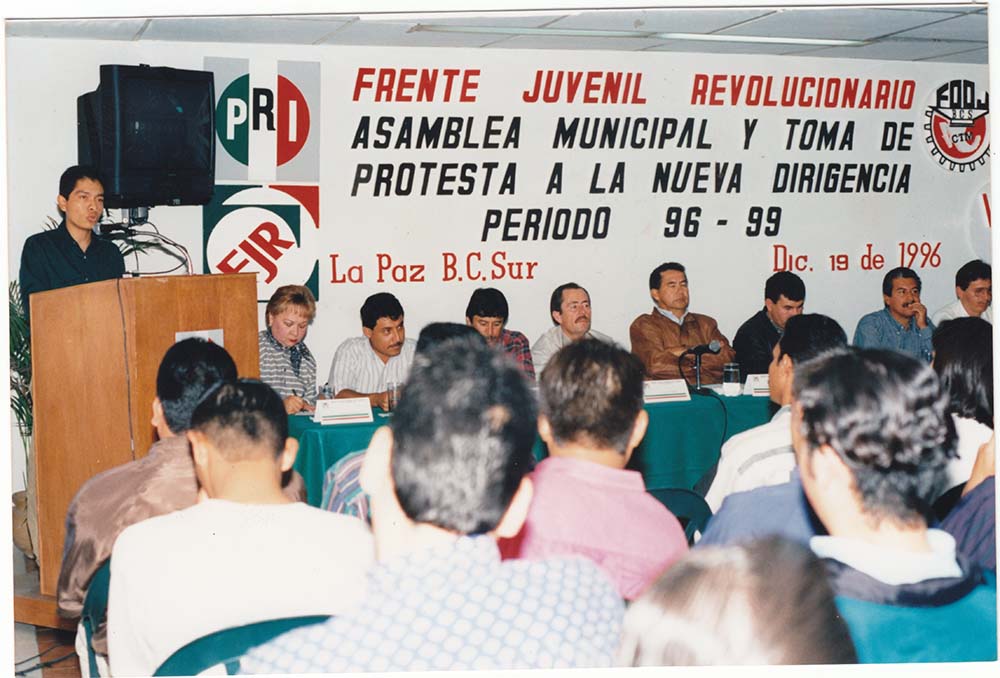 PRI
FJR
FRENTE JUVENIL REVOLUCIONARIO
ASAMBLEA MUNICIPAL Y TOMA DE
PROTESTA A LA NUEVA DIRIGENCIA
PERIODO 96 - 99
La Paz B.C.Sur
Dic. 19 de 1996
BCS
CTM